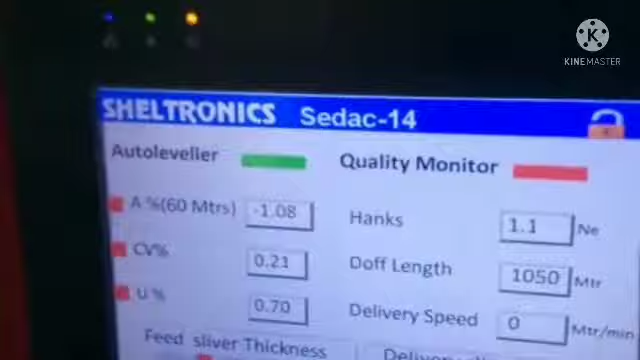 K
KINEMASTER
SHELTRONICS Sedac-14
Autoleveller
Quality Monitor
A %(60 Mtrs) -1.08
Hanks 1.1 Ne
CV% 0.21
Doff Length 1050 Mtr
U % 0.70
Delivery Speed 0 Mtr/min
Feed sliver Thickness
Delivery